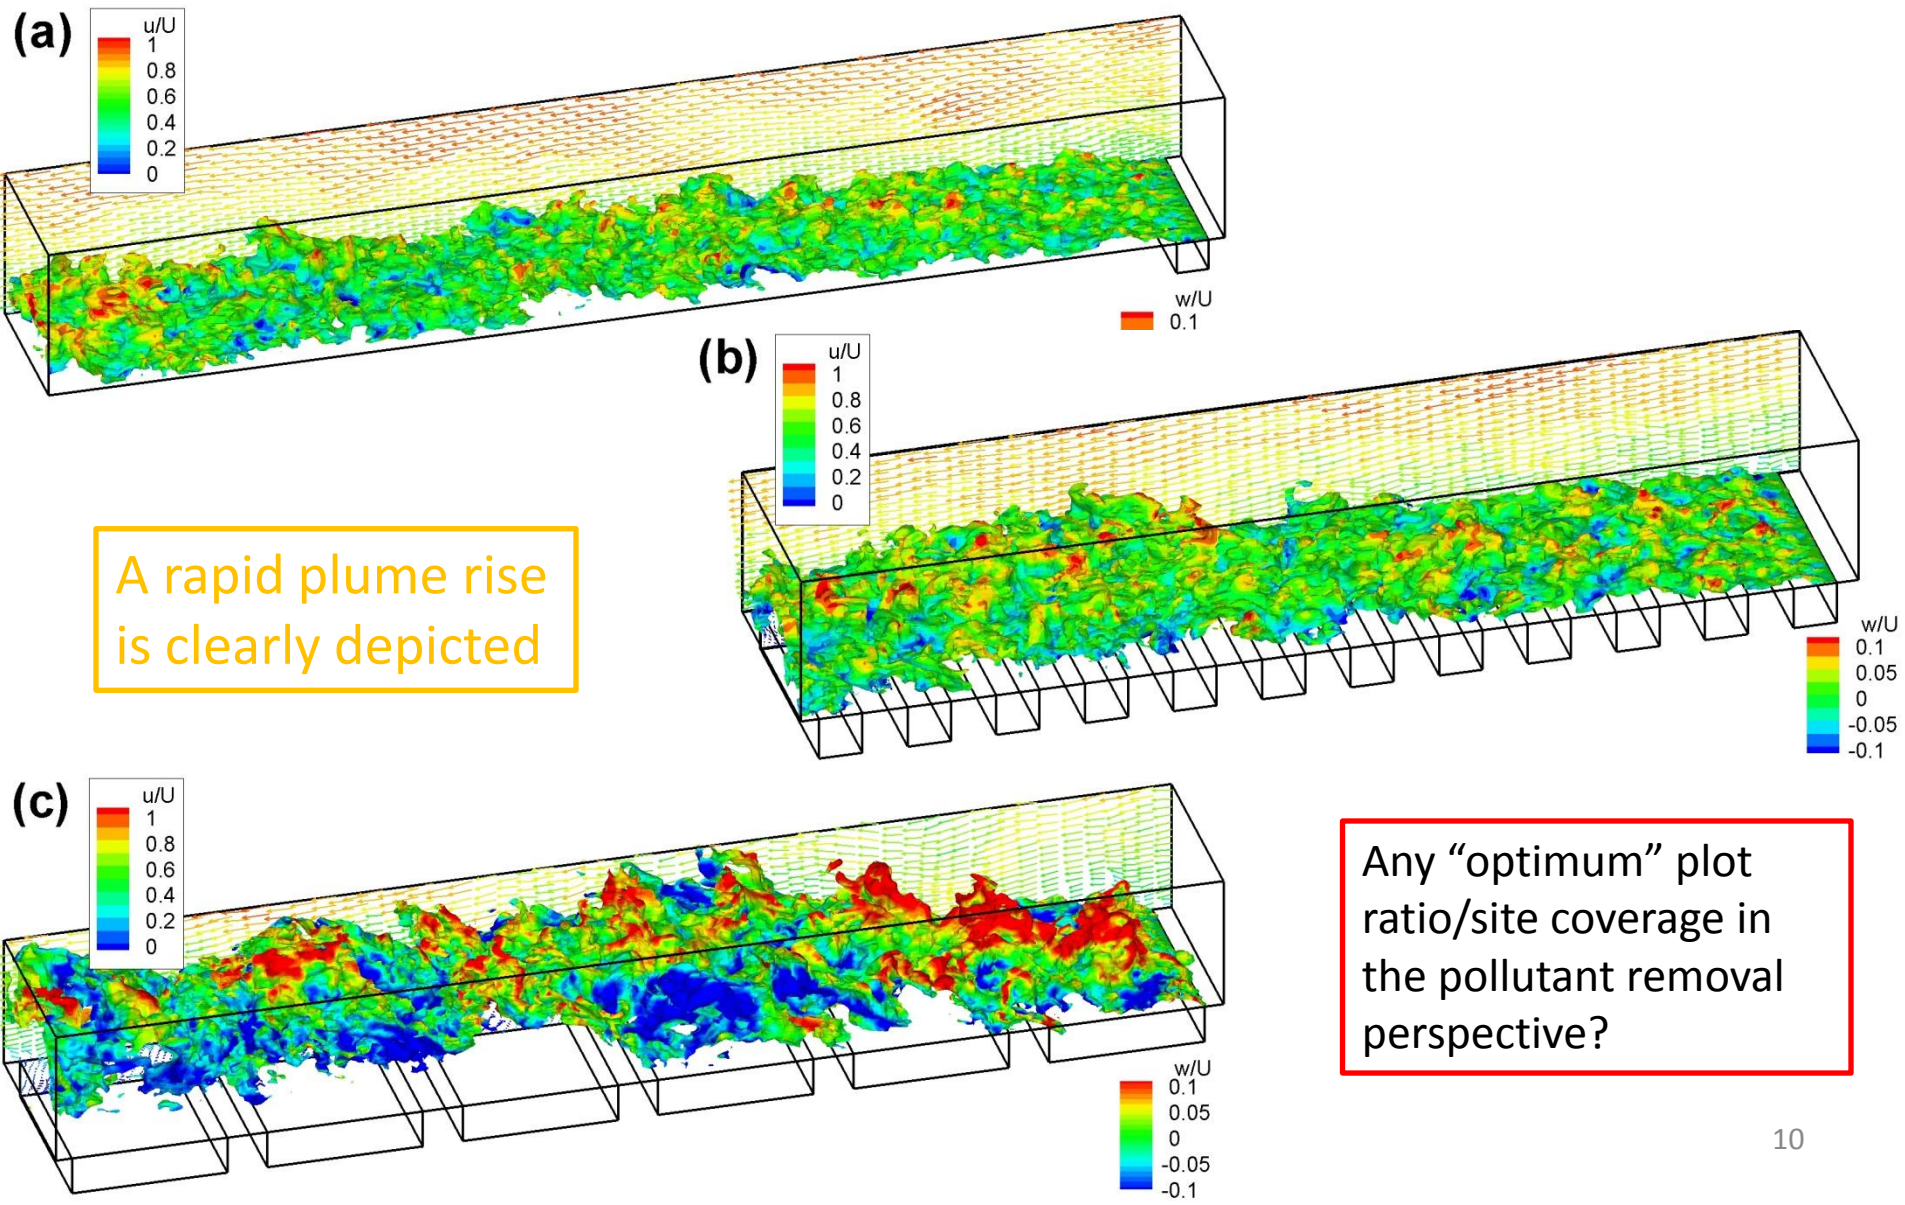 (a)
u/U
1
0.8
0.6
0.4
0.2
0
w/U
0.1
(b)
u/U
1
0.8
0.6
0.4
0.2
0
A rapid plume rise
is clearly depicted
w/U
0.1
0.05
0
-0.05
-0.1
(c)
u/U
1
0.8
0.6
0.4
0.2
0
Any “optimum” plot
ratio/site coverage in
the pollutant removal
perspective?
w/U
0.1
0.05
0
-0.05
-0.1
10